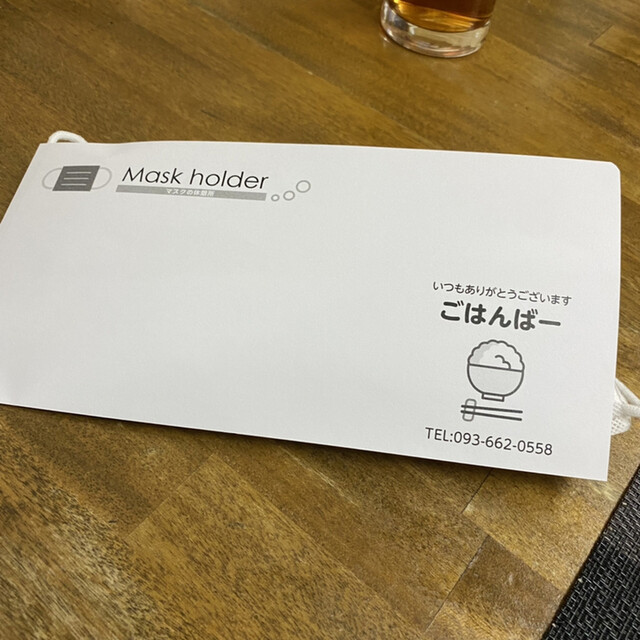 Mask holder
マスクの休憩所
いつもありがとうございます
ごはんばー
TEL:093-662-0558